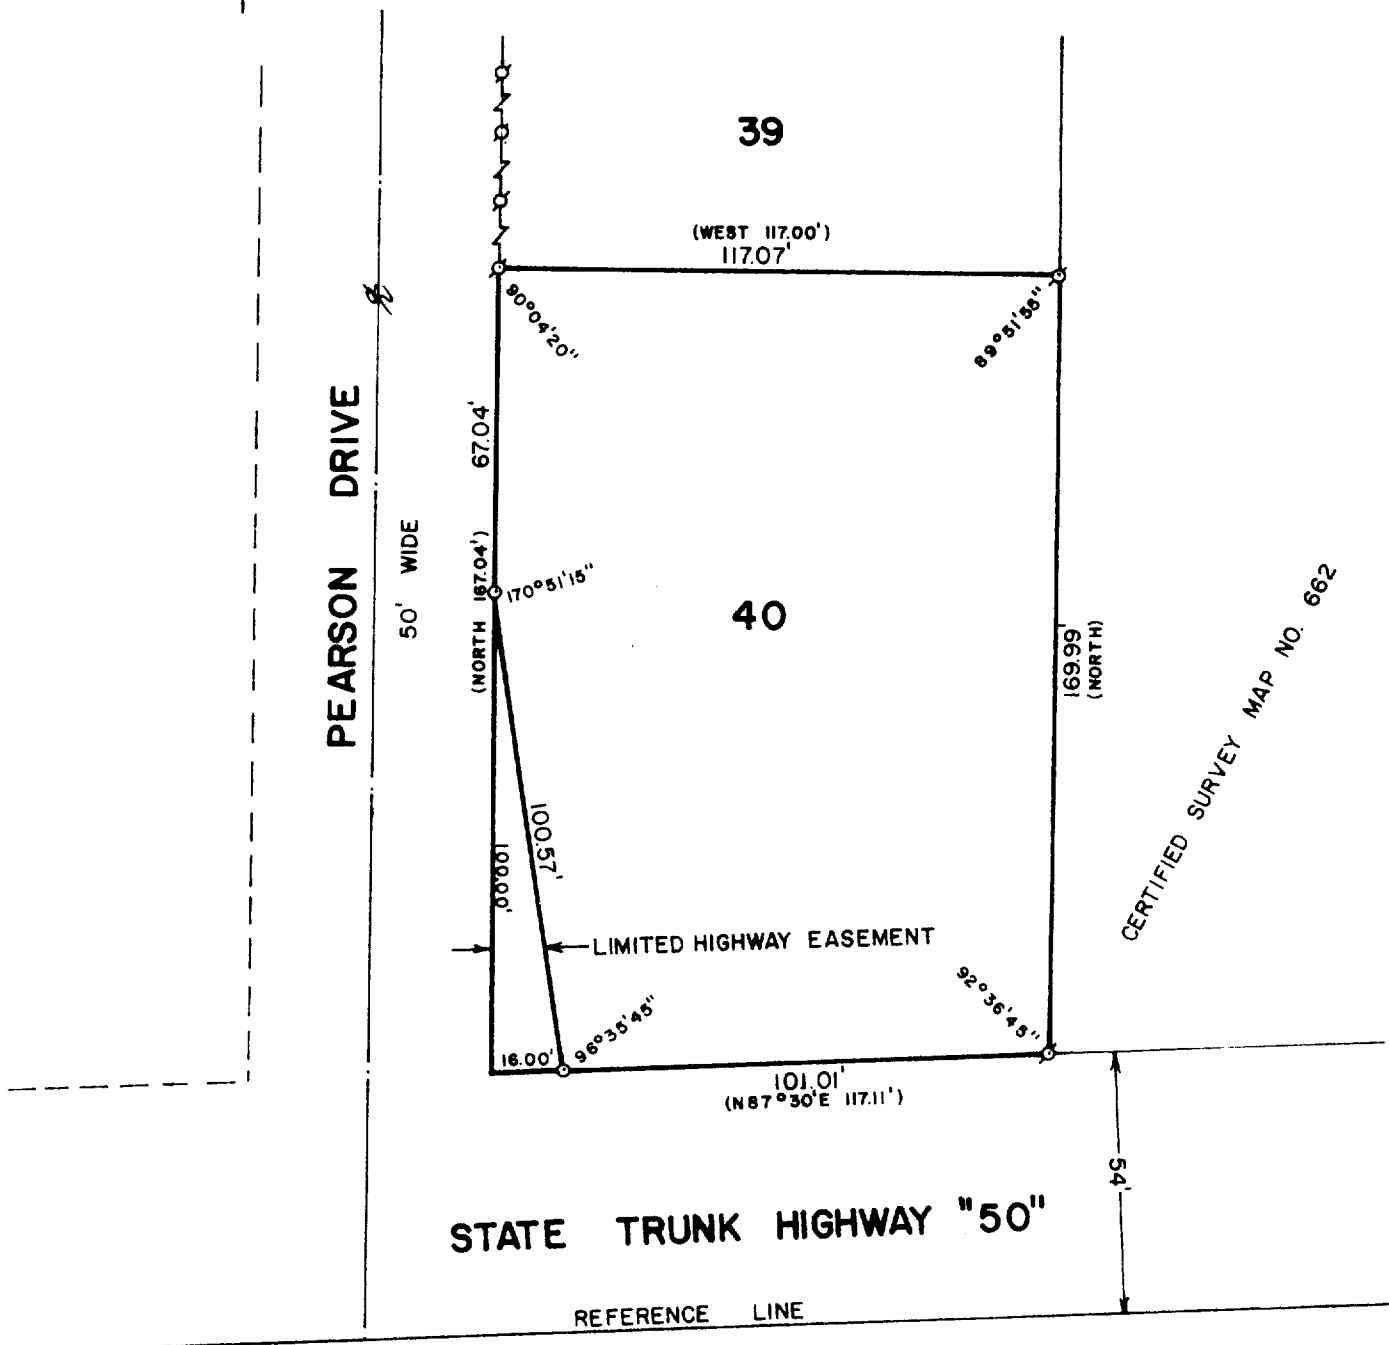 39
(WEST 117.00')
117.07'
90°04'20"
89°51'58"
67.04'
PEARSON DRIVE
50' WIDE
(NORTH 167.04')
170°51'15"
40
169.99'
(NORTH)
CERTIFIED SURVEY MAP NO. 662
100.57'
100.00'
LIMITED HIGHWAY EASEMENT
92°36'45"
96°35'45"
16.00'
101.01'
(N87°30'E 117.11')
54'
STATE TRUNK HIGHWAY "50"
REFERENCE LINE